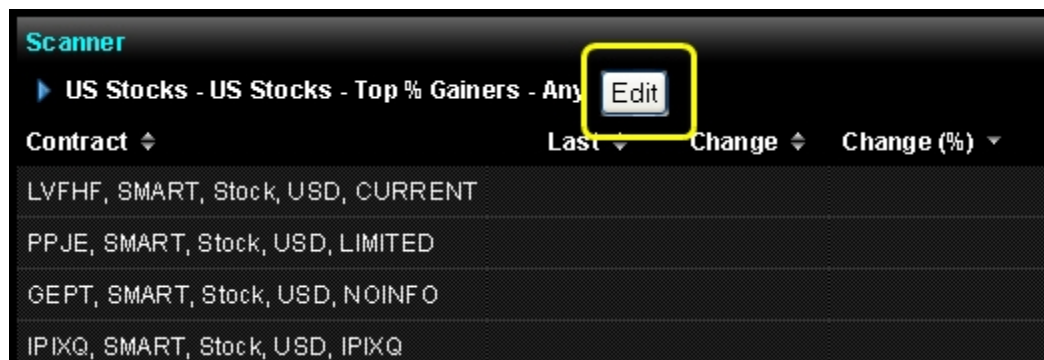 Scanner
US Stocks - US Stocks - Top % Gainers - Any Edit
Contract Last Change Change (%)
LVFHF, SMART, Stock, USD, CURRENT
PPJE, SMART, Stock, USD, LIMITED
GEPT, SMART, Stock, USD, NOINFO
IPIXQ, SMART, Stock, USD, IPIXQ